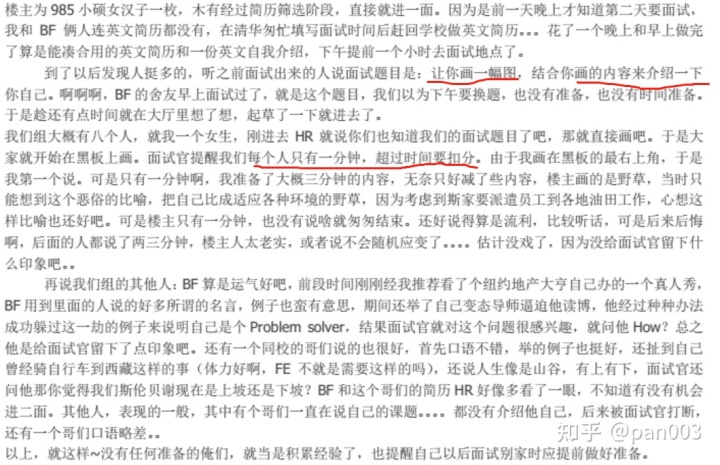 楼主为 985 小硕女汉子一枚，木有经过简历筛选阶段，直接就进一面。因为是前一天晚上才知道第二天要面试，
我和 BF 俩人连英文简历都没有，在清华匆忙填写面试时间后赶回学校做英文简历。。。花了一个晚上和早上做完
了算是能凑合用的英文简历和一份英文自我介绍，下午提前一个小时去面试地点了。
到了以后发现人挺多的，听之前面试出来的人说面试题目是：让你画一幅图，结合你画的内容来介绍一下
你自己。啊啊啊，BF 的舍友早上面试过了，就是这个题目，我们以为下午要换题，也没有准备，也没有时间准备。
于是趁还有点时间就在大厅里想了想，起草了一下就进去了。
我们组大概有八个人，就我一个女生，刚进去 HR 就说你们也知道我们的面试题目了吧，那就直接画吧。于是大
家就开始在黑板上画。面试官提醒我们每个人只有一分钟，超过时间要扣分。由于我画在黑板的最右上角，于是
我第一个说。可是只有一分钟啊，我准备了大概三分钟的内容，无奈只好减了些内容，楼主画的是野草，当时只
能想到这个恶俗的比喻，把自己比成适应各种环境的野草，因为考虑到斯家要派遣员工到各地油田工作，心想这
样比喻也还好吧。可是楼主只有一分钟，也没有说啥就匆匆结束。还好说得算是流利，比较听话，可是后来后悔
啊，后面的人都说了两三分钟，楼主人太老实，或者说不会随机应变了。。。。估计没戏了，因为没给面试官留下什
么印象吧。。
再说我们组的其他人：BF 算是运气好吧，前段时间刚刚经我推荐看了个纽约地产大亨自己办的一个真人秀，
BF 用到里面的人说的好多所谓的名言，例子也蛮有意思，期间还举了自己变态导师逼迫他读博，他经过种种办法
成功躲过这一劫的例子来说明自己是个 Problem solver，结果面试官就对这个问题很感兴趣，就问他 How？总之
他是给面试官留下了点印象吧。还有一个同校的哥们说的也很好，首先口语不错，举的例子也挺好，还扯到自己
曾经骑自行车到西藏这样的事（体力好啊，FE 不就是需要这样的吗），还说人生像是山谷，有上有下，面试官还
问他那你觉得我们斯伦贝谢现在是上坡还是下坡？BF 和这个哥们的简历 HR 好像多看了一眼，不知道有没有机会
进二面。其他人，表现的一般，其中有个哥们一直在说自己的课题。。。。都没有介绍他自己，后来被面试官打断，
还有一个哥们口语略差。。
以上，就这样~没有任何准备的俺们，就当是积累经验了，也提醒自己以后面试别家时应提前做好准备。
知乎 @pan003